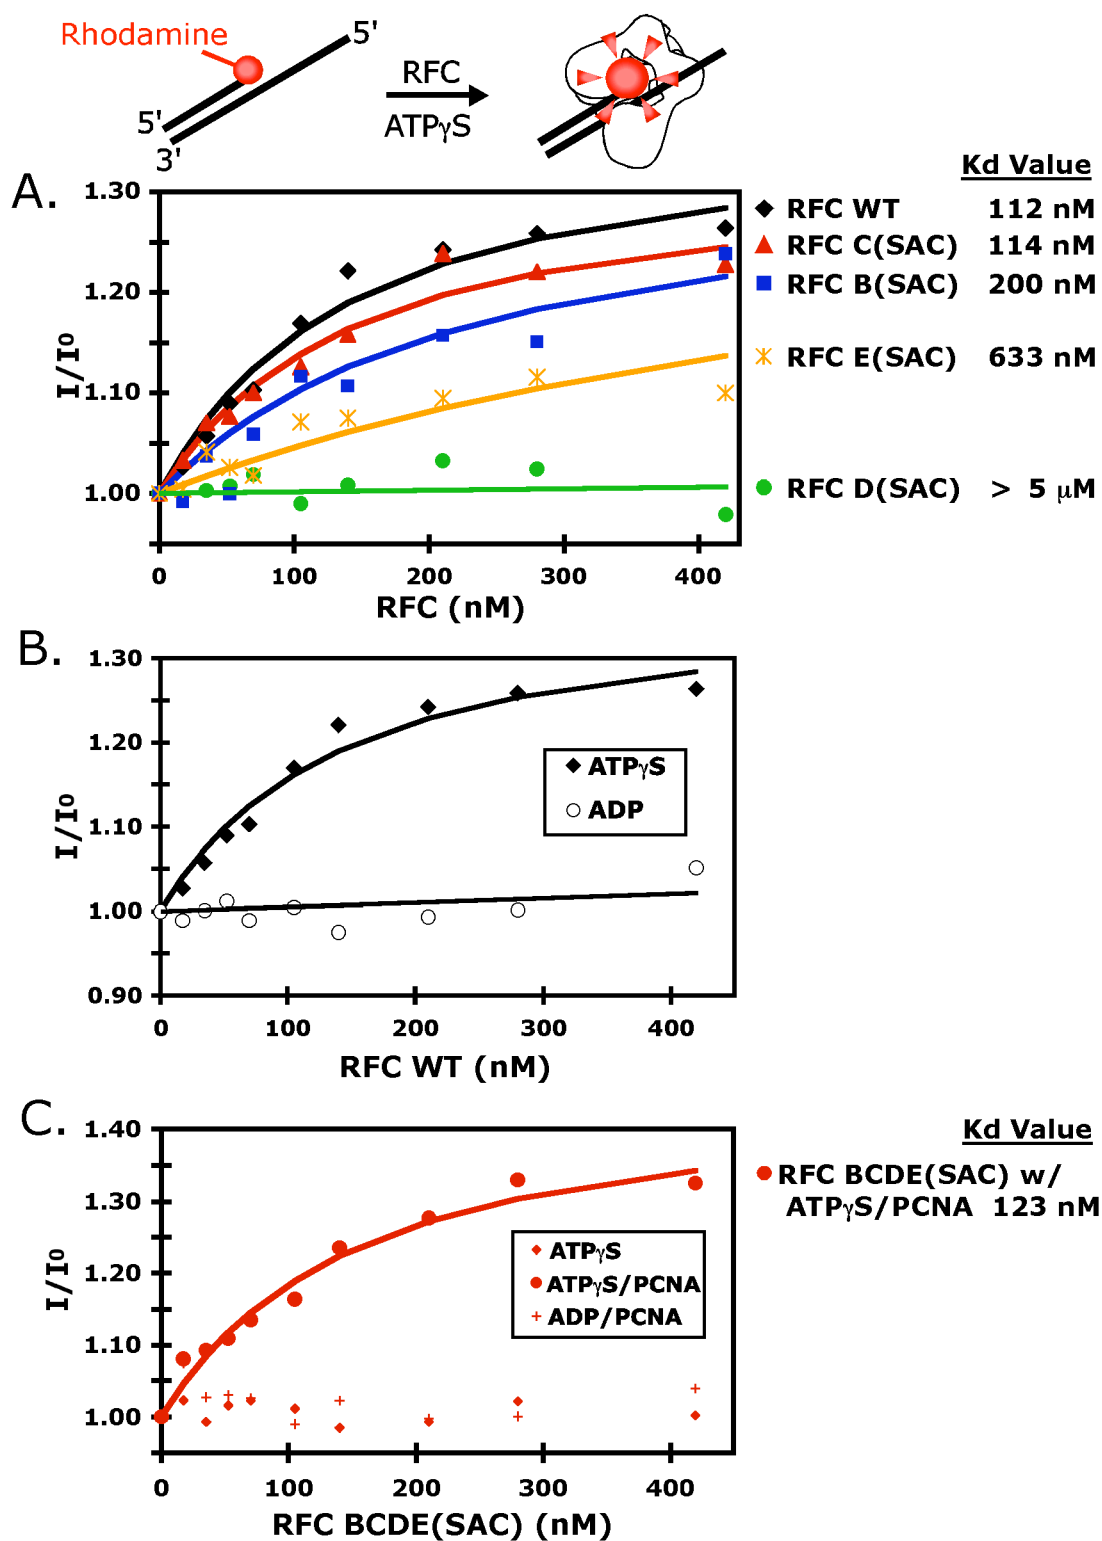 Rhodamine
5'
5'
3'
RFC
ATPγS
Kd Value
A.
1.30
1.20
1.10
1.00
I/I⁰
0
100
200
300
400
RFC (nM)
RFC WT 112 nM
RFC C(SAC) 114 nM
RFC B(SAC) 200 nM
RFC E(SAC) 633 nM
RFC D(SAC) > 5 μM
B.
1.30
1.20
1.10
1.00
0.90
I/I⁰
ATPγS
ADP
0
100
200
300
400
RFC WT (nM)
C.
1.40
1.30
1.20
1.10
1.00
I/I⁰
ATPγS
ATPγS/PCNA
ADP/PCNA
0
100
200
300
400
RFC BCDE(SAC) (nM)
Kd Value
RFC BCDE(SAC) w/
ATPγS/PCNA 123 nM